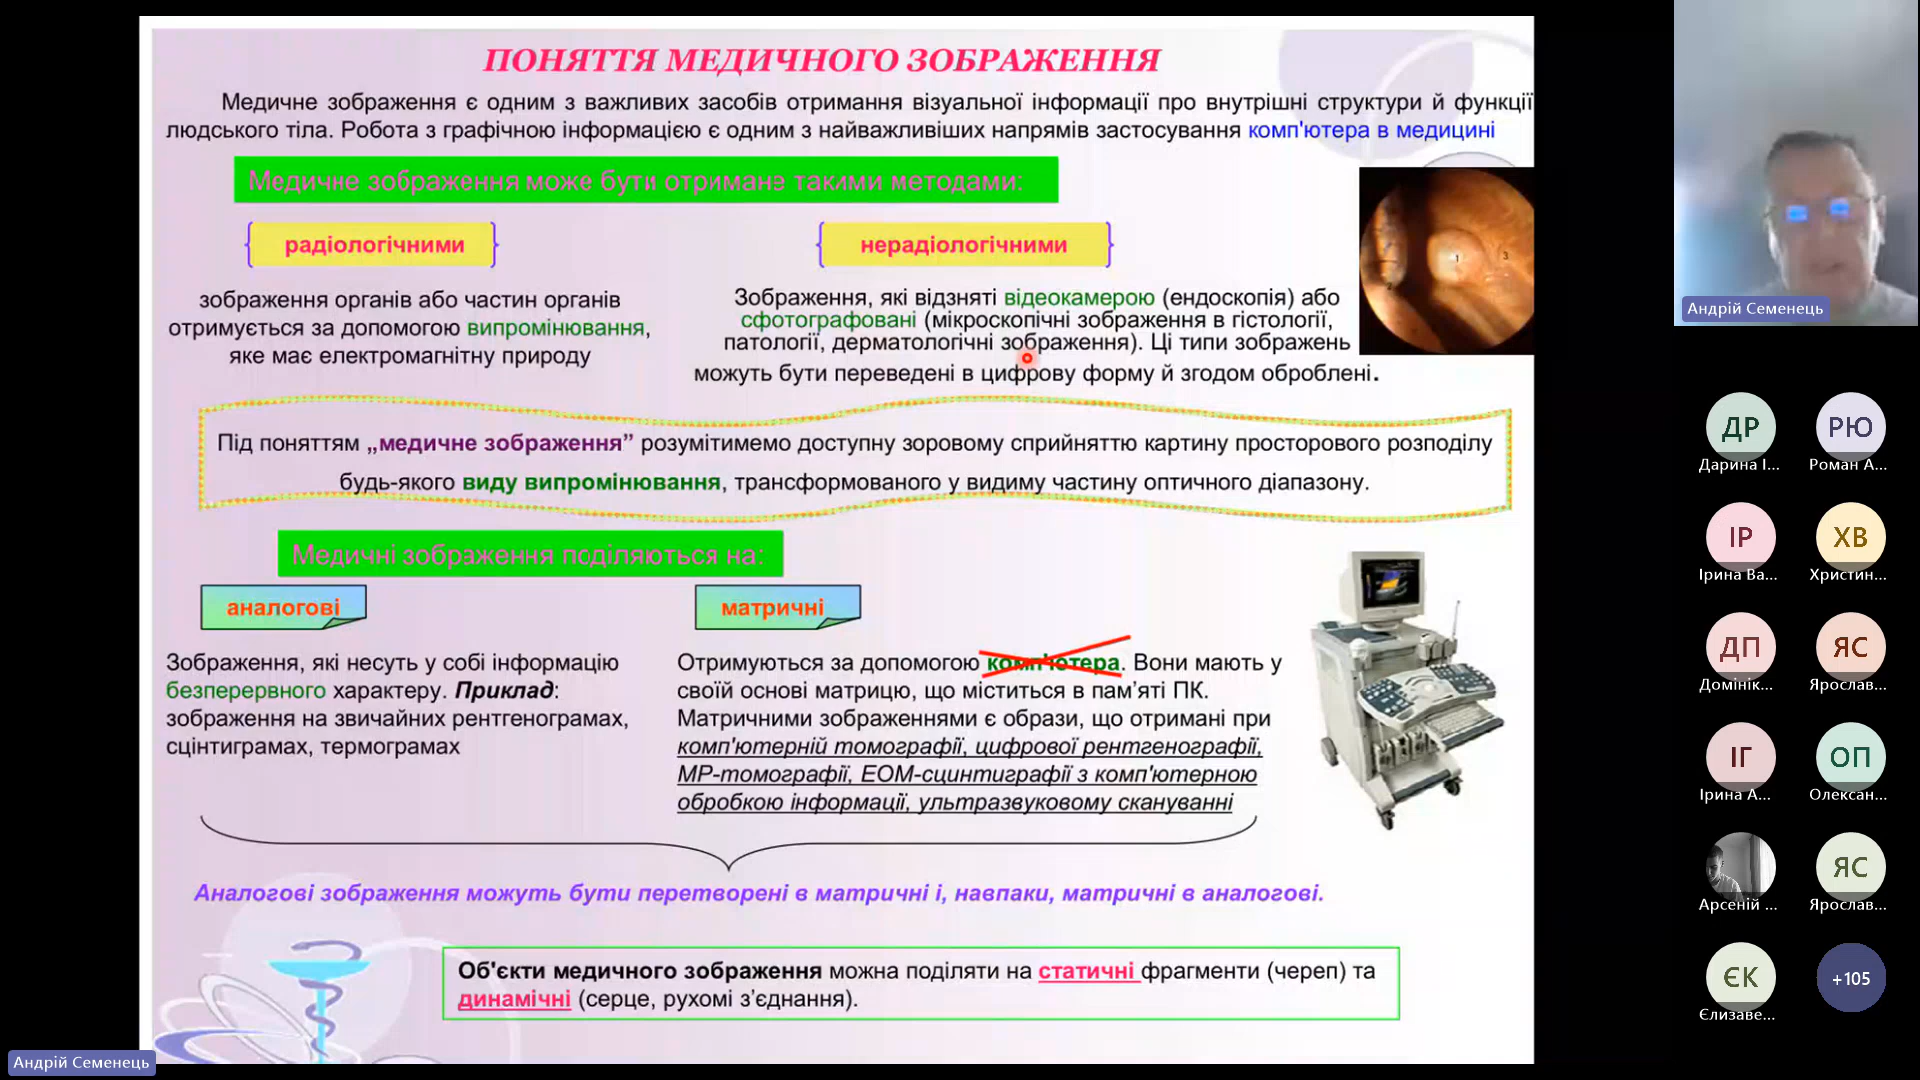 ПОНЯТТЯ МЕДИЧНОГО ЗОБРАЖЕННЯ
Медичне зображення є одним з важливих засобів отримання візуальної інформації про внутрішні структури й функції
людського тіла. Робота з графічною інформацією є одним з найважливіших напрямів застосування комп'ютера в медицині
Медичне зображення може бути отримане такими методами:
радіологічними
нерадіологічними
зображення органів або частин органів
отримується за допомогою випромінювання,
яке має електромагнітну природу
Зображення, які відзняті відеокамерою (ендоскопія) або
сфотографовані (мікроскопічні зображення в гістології,
патології, дерматологічні зображення). Ці типи зображень
можуть бути переведені в цифрову форму й згодом оброблені.
1
2
3
Під поняттям „медичне зображення” розумітимемо доступну зоровому сприйняттю картину просторового розподілу
будь-якого виду випромінювання, трансформованого у видиму частину оптичного діапазону.
Медичні зображення поділяються на:
аналогові
матричні
Зображення, які несуть у собі інформацію
безперервного характеру. Приклад:
зображення на звичайних рентгенограмах,
сцінтиграмах, термограмах
Отримуються за допомогою комп'ютера. Вони мають у
своїй основі матрицю, що міститься в пам’яті ПК.
Матричними зображеннями є образи, що отримані при
комп'ютерній томографії, цифрової рентгенографії,
МР-томографії, ЕОМ-сцинтиграфії з комп'ютерною
обробкою інформації, ультразвуковому скануванні
Аналогові зображення можуть бути перетворені в матричні і, навпаки, матричні в аналогові.
Об'єкти медичного зображення можна поділяти на статичні фрагменти (череп) та
динамічні (серце, рухомі з’єднання).
Андрій Семенець
Андрій Семенець
ДР
РЮ
Дарина І...
Роман А...
ІР
ХВ
Ірина Ва...
Христин...
ДП
ЯС
Домінік...
Ярослав...
ІГ
ОП
Ірина А...
Олексан...
ЯС
Арсеній ...
Ярослав...
ЄК
+105
Єлизаве...